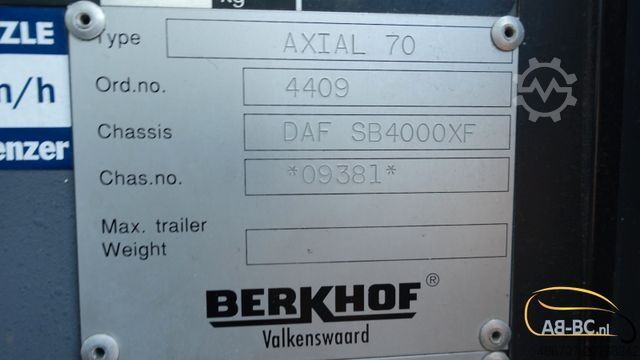 ZLE
m/h
enzer
kg
Type AXIAL 70
Ord.no. 4409
Chassis DAF SB4000XF
Chas.no. *09381*
Max. trailer
Weight
BERKHOF ®
Valkenswaard
AB-BC.nl